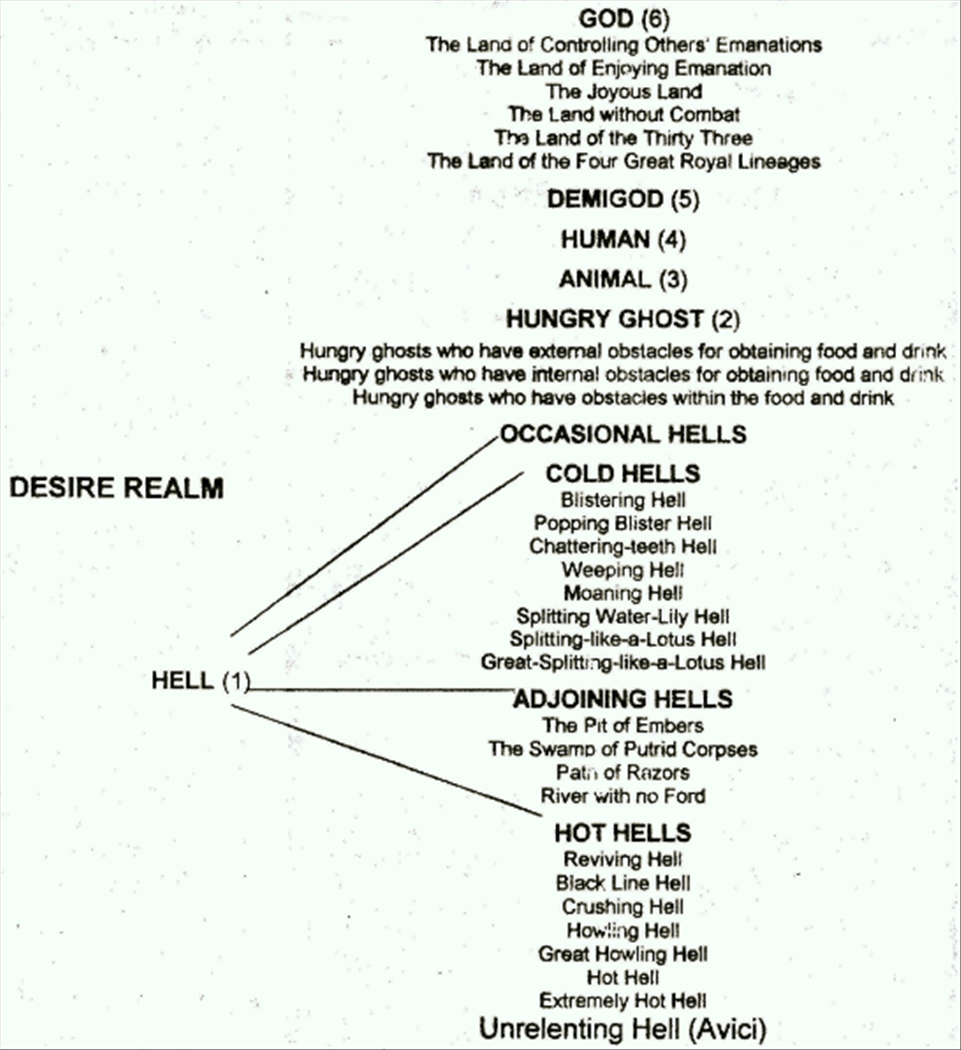 GOD (6)
The Land of Controlling Others' Emanations
The Land of Enjoying Emanation
The Joyous Land
The Land without Combat
The Land of the Thirty Three
The Land of the Four Great Royal Lineages
DEMIGOD (5)
HUMAN (4)
ANIMAL (3)
HUNGRY GHOST (2)
Hungry ghosts who have external obstacles for obtaining food and drink
Hungry ghosts who have internal obstacles for obtaining food and drink
Hungry ghosts who have obstacles within the food and drink
OCCASIONAL HELLS
DESIRE REALM
COLD HELLS
Blistering Hell
Popping Blister Hell
Chattering-teeth Hell
Weeping Hell
Moaning Hell
Splitting Water-Lily Hell
Splitting-like-a-Lotus Hell
Great-Splitting-like-a-Lotus Hell
HELL (1)
ADJOINING HELLS
The Pit of Embers
The Swamp of Putrid Corpses
Path of Razors
River with no Ford
HOT HELLS
Reviving Hell
Black Line Hell
Crushing Hell
Howling Hell
Great Howling Hell
Hot Hell
Extremely Hot Hell
Unrelenting Hell (Avici)